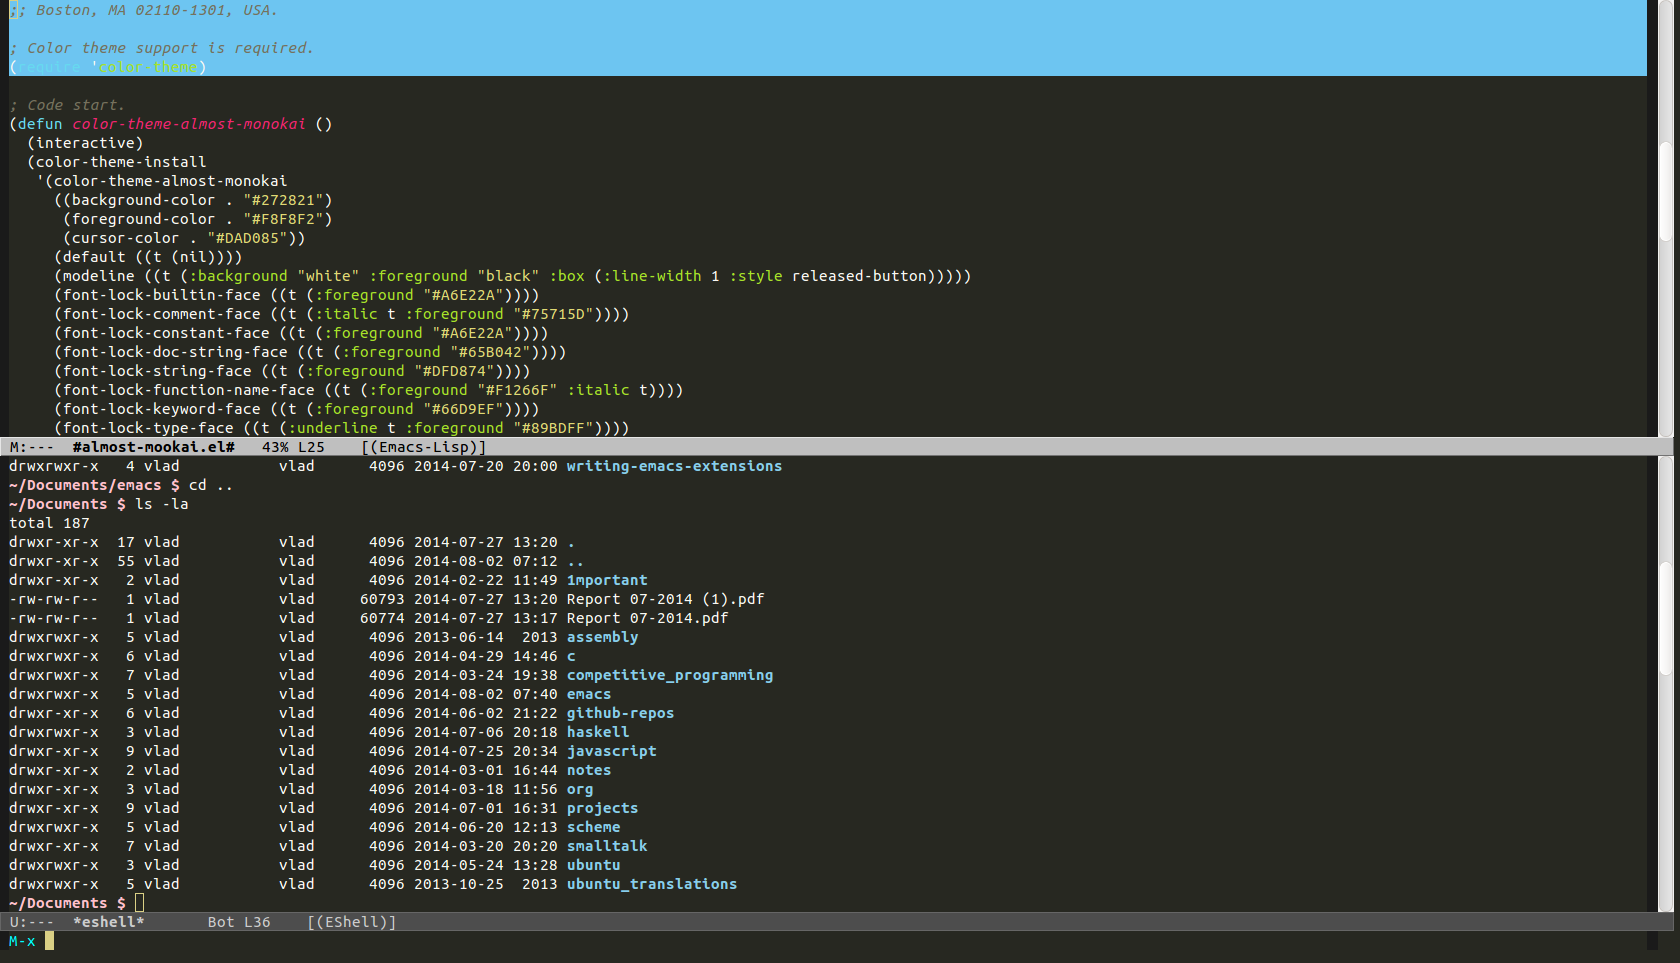 ;; Boston, MA 02110-1301, USA.
; Color theme support is required.
(require 'color-theme)
; Code start.
(defun color-theme-almost-monokai ()
  (interactive)
  (color-theme-install
   '(color-theme-almost-monokai
     ((background-color . "#272821")
      (foreground-color . "#F8F8F2")
      (cursor-color . "#DAD085"))
     (default ((t (nil))))
     (modeline ((t (:background "white" :foreground "black" :box (:line-width 1 :style released-button)))))
     (font-lock-builtin-face ((t (:foreground "#A6E22A"))))
     (font-lock-comment-face ((t (:italic t :foreground "#75715D"))))
     (font-lock-constant-face ((t (:foreground "#A6E22A"))))
     (font-lock-doc-string-face ((t (:foreground "#65B042"))))
     (font-lock-string-face ((t (:foreground "#DFD874"))))
     (font-lock-function-name-face ((t (:foreground "#F1266F" :italic t))))
     (font-lock-keyword-face ((t (:foreground "#66D9EF"))))
     (font-lock-type-face ((t (:underline t :foreground "#89BDFF"))))
M:---  #almost-mookai.el#   43% L25    [(Emacs-Lisp)]
drwxrwxr-x   4 vlad           vlad      4096 2014-07-20 20:00 writing-emacs-extensions
~/Documents/emacs $ cd ..
~/Documents $ ls -la
total 187
drwxr-xr-x  17 vlad           vlad      4096 2014-07-27 13:20 .
drwxr-xr-x  55 vlad           vlad      4096 2014-08-02 07:12 ..
drwxr-xr-x   2 vlad           vlad      4096 2014-02-22 11:49 1mportant
-rw-rw-r--   1 vlad           vlad     60793 2014-07-27 13:20 Report 07-2014 (1).pdf
-rw-rw-r--   1 vlad           vlad     60774 2014-07-27 13:17 Report 07-2014.pdf
drwxrwxr-x   5 vlad           vlad      4096 2013-06-14  2013 assembly
drwxrwxr-x   6 vlad           vlad      4096 2014-04-29 14:46 c
drwxrwxr-x   7 vlad           vlad      4096 2014-03-24 19:38 competitive_programming
drwxrwxr-x   5 vlad           vlad      4096 2014-08-02 07:40 emacs
drwxr-xr-x   6 vlad           vlad      4096 2014-06-02 21:22 github-repos
drwxrwxr-x   3 vlad           vlad      4096 2014-07-06 20:18 haskell
drwxr-xr-x   9 vlad           vlad      4096 2014-07-25 20:34 javascript
drwxr-xr-x   2 vlad           vlad      4096 2014-03-01 16:44 notes
drwxr-xr-x   3 vlad           vlad      4096 2014-03-18 11:56 org
drwxrwxr-x   9 vlad           vlad      4096 2014-07-01 16:31 projects
drwxrwxr-x   5 vlad           vlad      4096 2014-06-20 12:13 scheme
drwxr-xr-x   7 vlad           vlad      4096 2014-03-20 20:20 smalltalk
drwxrwxr-x   3 vlad           vlad      4096 2014-05-24 13:28 ubuntu
drwxrwxr-x   5 vlad           vlad      4096 2013-10-25  2013 ubuntu_translations
~/Documents $
U:---  *eshell*       Bot L36    [(EShell)]
M-x